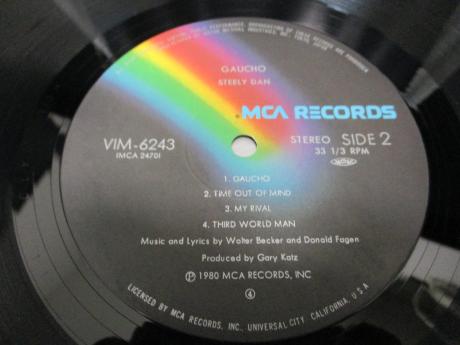 GAUCHO
STEELY DAN
MCA RECORDS
VIM-6243
(MCA 2470)
STEREO SIDE 2
33 1/3 RPM
1. GAUCHO
2. TIME OUT OF MIND
3. MY RIVAL
4. THIRD WORLD MAN
Music and Lyrics by Walter Becker and Donald Fagen
Produced by Gary Katz
Ⓟ 1980 MCA RECORDS, INC
④
LICENSED BY MCA RECORDS, INC., UNIVERSAL CITY, CALIFORNIA, U.S.A.